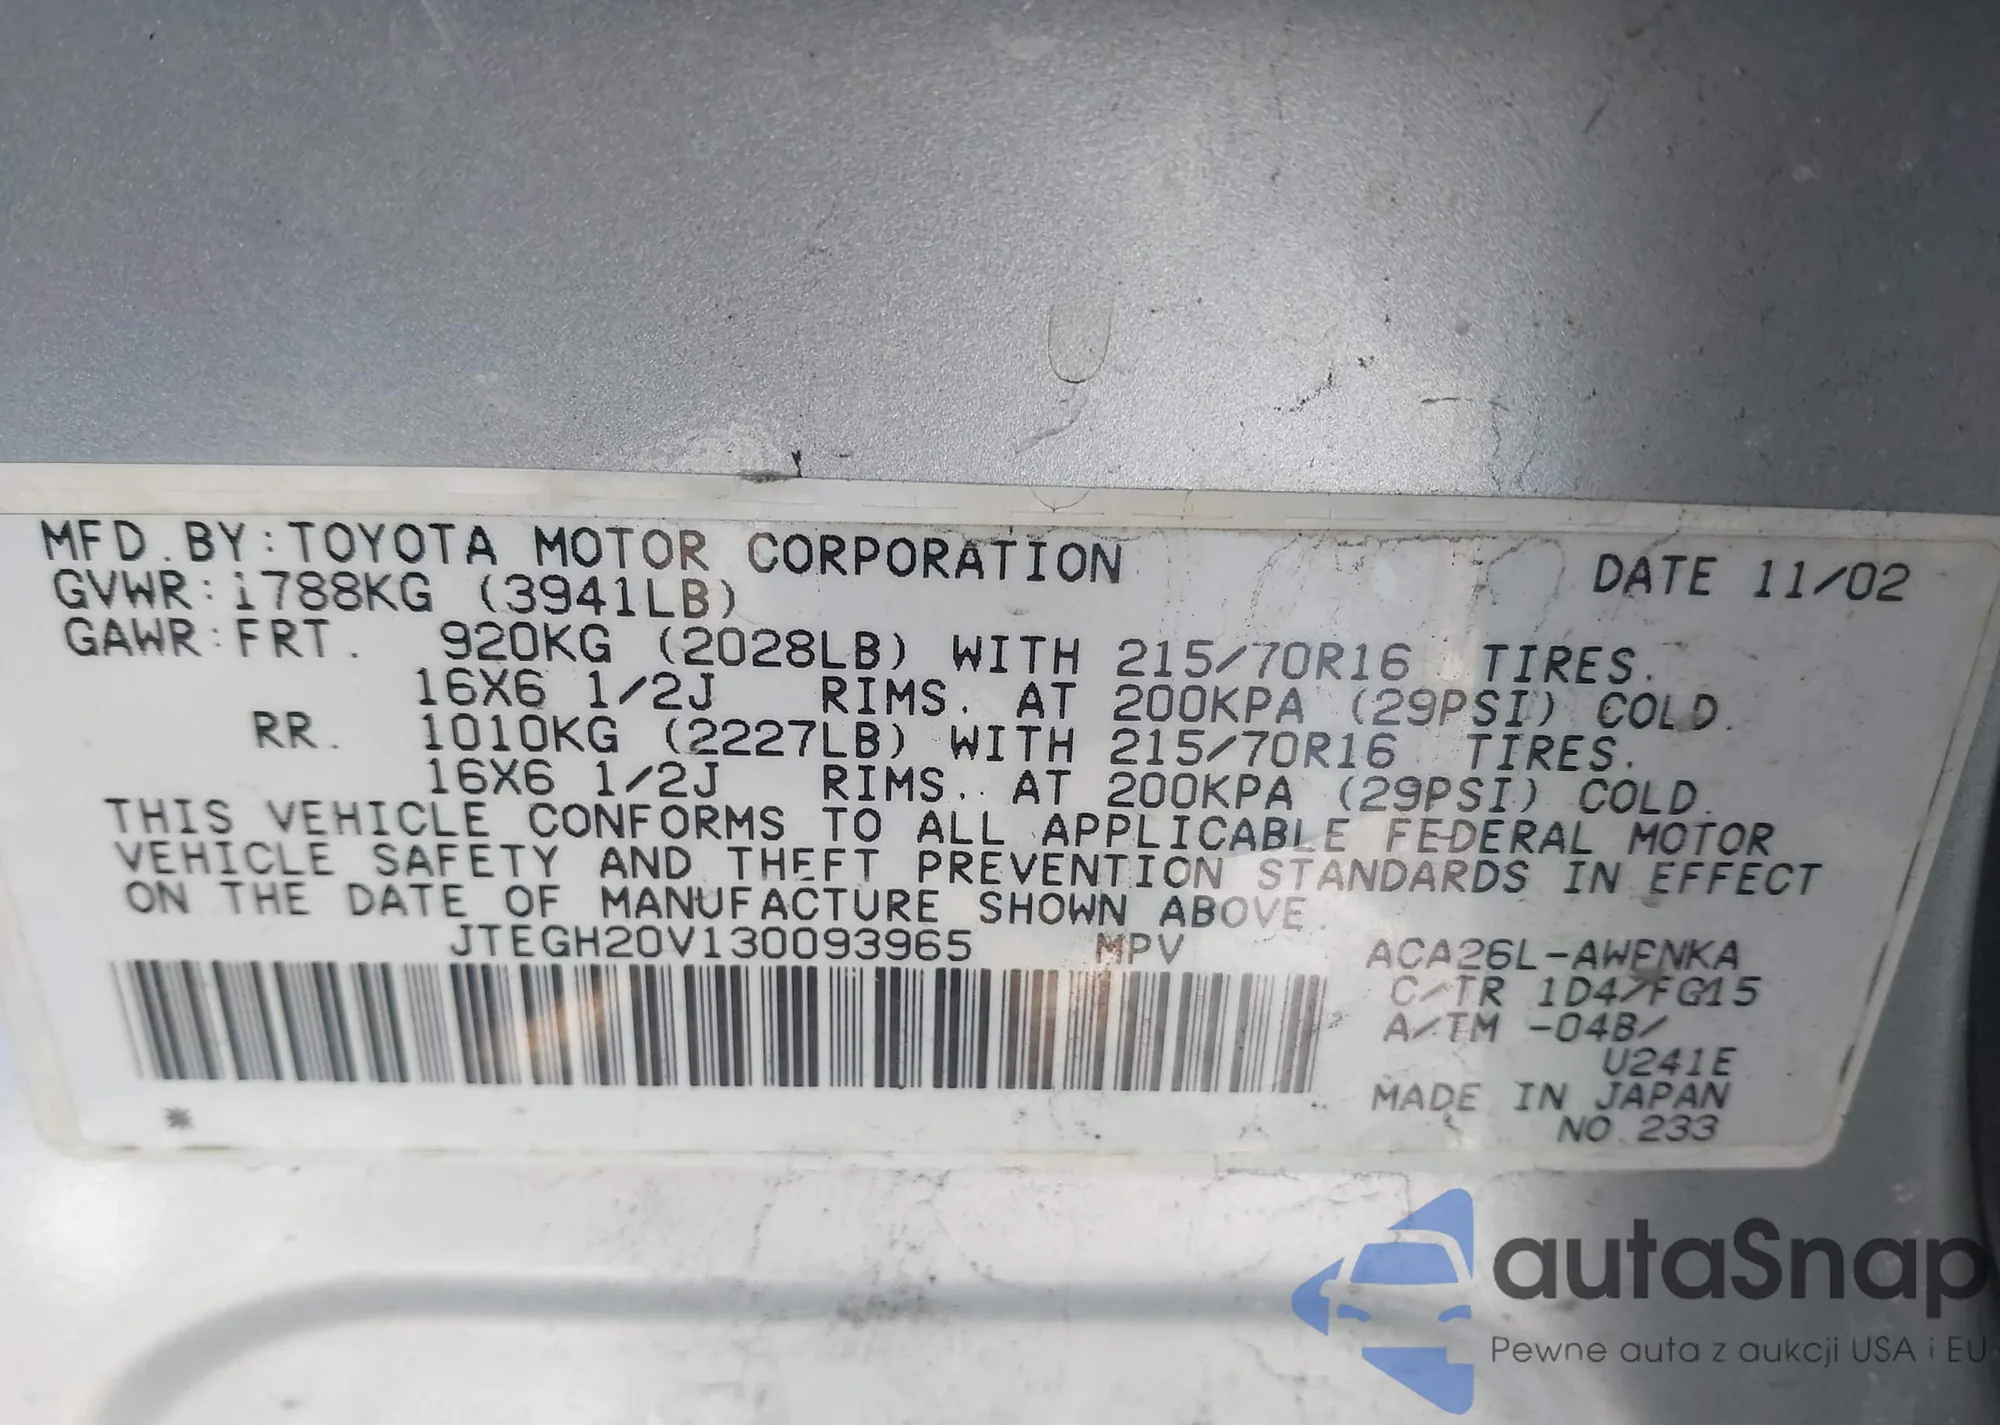 MFD.BY:TOYOTA MOTOR CORPORATION DATE 11/02
GVWR:1788KG (3941LB)
GAWR:FRT. 920KG (2028LB) WITH 215/70R16 TIRES.
16X6 1/2J RIMS. AT 200KPA (29PSI) COLD.
RR. 1010KG (2227LB) WITH 215/70R16 TIRES.
16X6 1/2J RIMS. AT 200KPA (29PSI) COLD.
THIS VEHICLE CONFORMS TO ALL APPLICABLE FEDERAL MOTOR
VEHICLE SAFETY AND THEFT PREVENTION STANDARDS IN EFFECT
ON THE DATE OF MANUFACTURE SHOWN ABOVE.
JTEGH20V130093965 MPV ACA26L-AWFNKA
C/TR 1D4/FG15
A/TM -04B/
U241E
MADE IN JAPAN
*
NO.233
autaSnap
Pewne auta z aukcji USA i EU